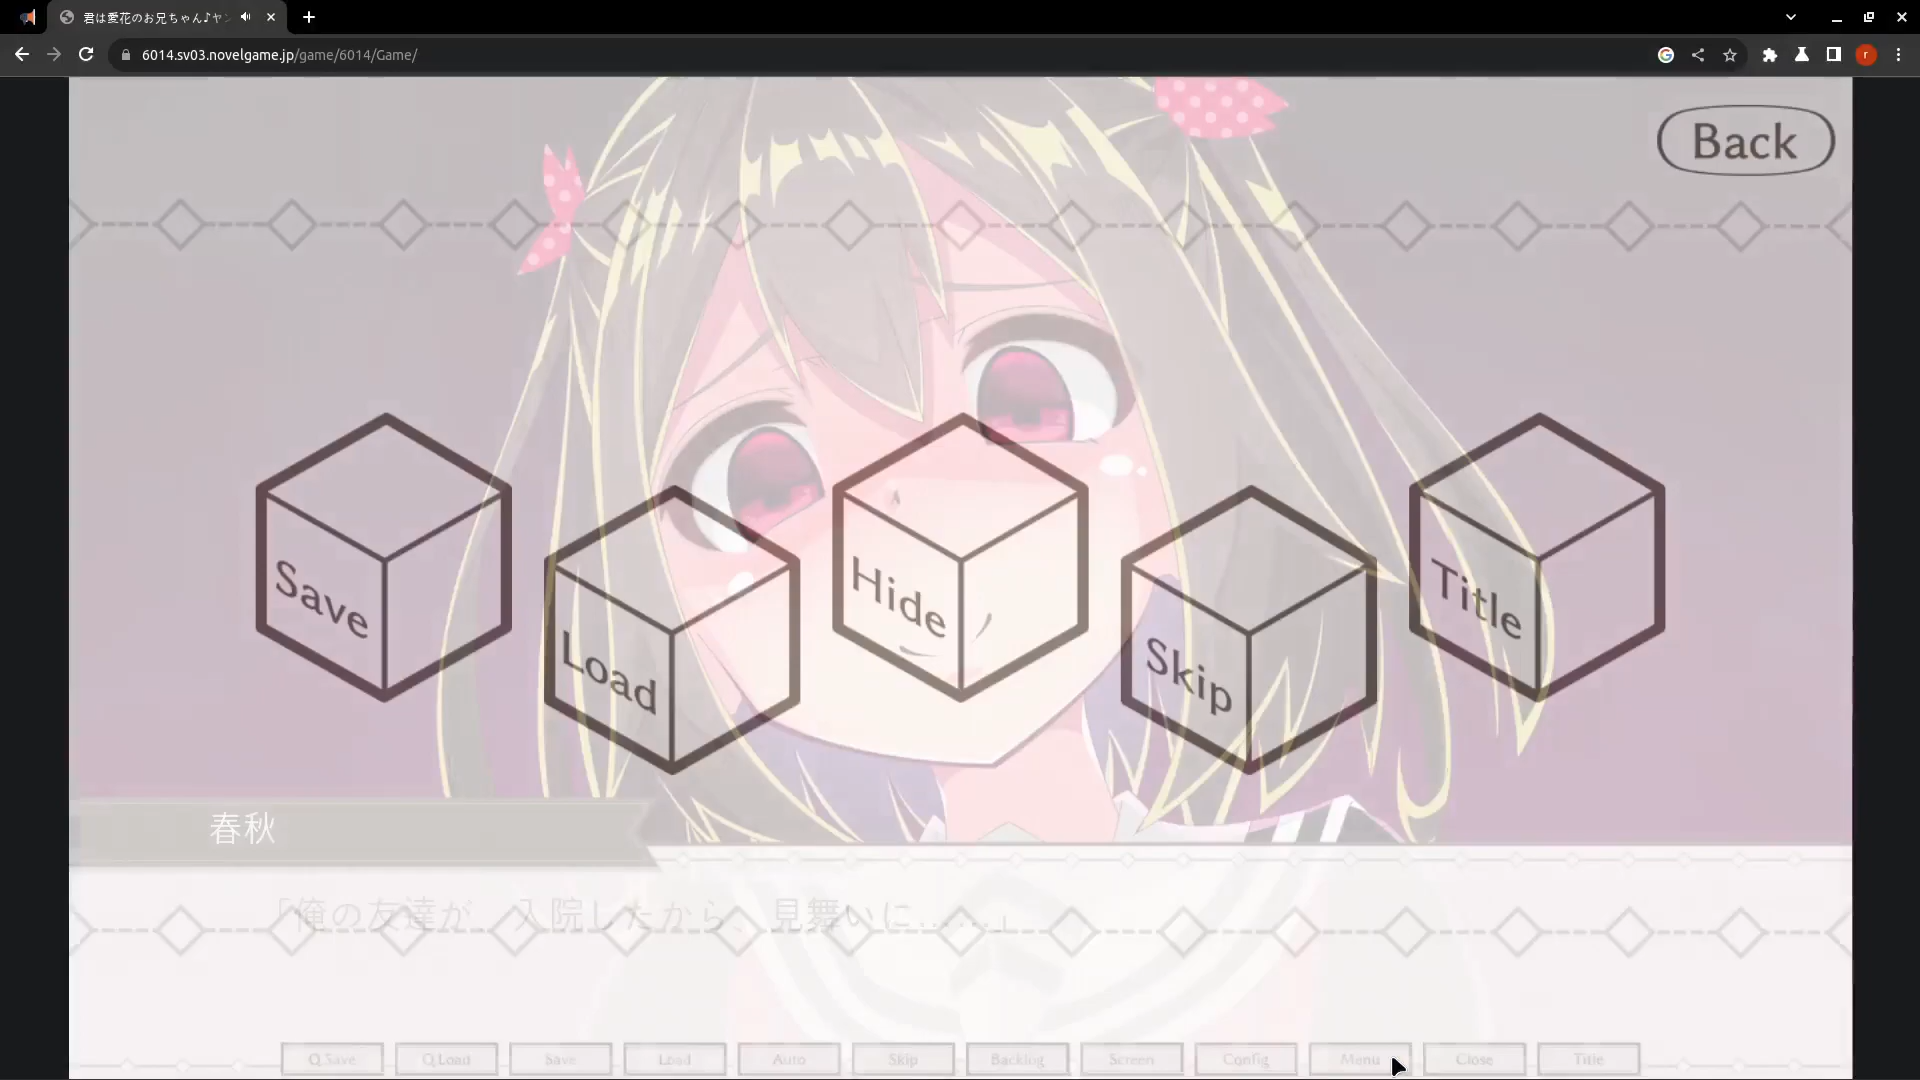 君は愛花のお兄ちゃん♪ヤン
6014.sv03.novelgame.jp/game/6014/Game/
r
Back
Save
Load
Hide
Skip
Title
春秋
「俺の友達が、入院したから、見舞いに……」
Q.Save Q.Load Save Load Auto Skip Backlog Screen Config Menu Close Title